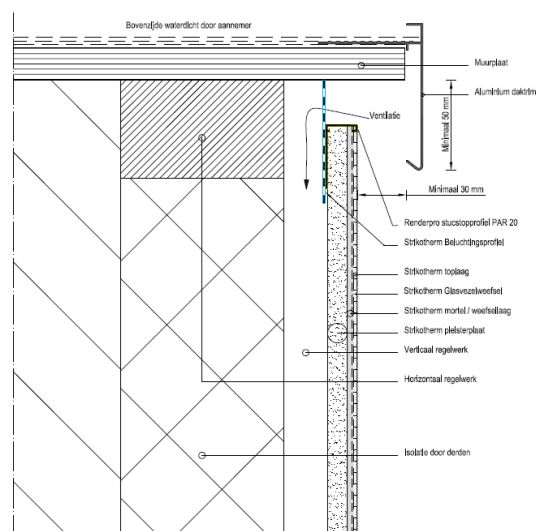 Bovenzijde waterdicht door aannemer
Muurplaat
Aluminium daktrim
Minimaal 50 mm
Ventilatie
Minimaal 30 mm
Renderpro stucstopprofiel PAR 20
Strikotherm Beluchtingsprofiel
Strikotherm toplaag
Strikotherm Glasvezelweefsel
Strikotherm mortel / weefsellaag
Strikotherm pleisterplaat
Verticaal regelwerk
Horizontaal regelwerk
Isolatie door derden